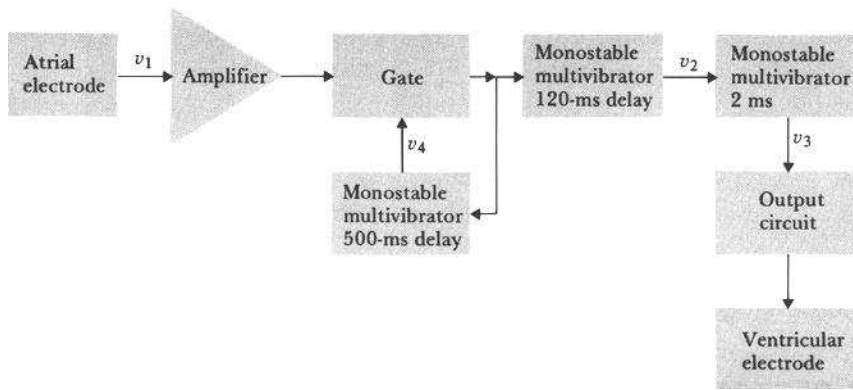 Atrial
electrode
v1
Amplifier
Gate
Monostable
multivibrator
120-ms delay
v2
Monostable
multivibrator
2 ms
v4
v3
Monostable
multivibrator
500-ms delay
Output
circuit
Ventricular
electrode